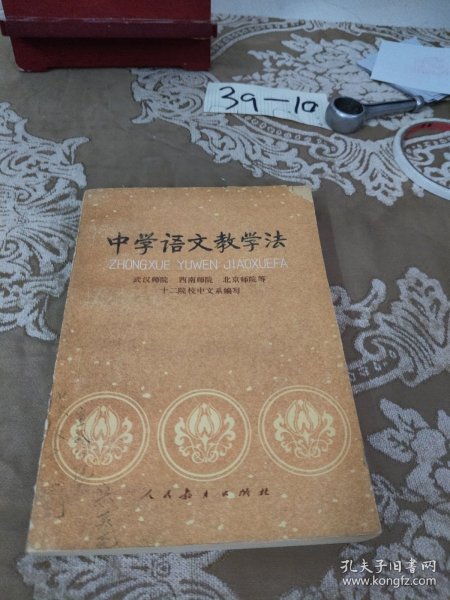 39-10
中学语文教学法
ZHONGXUE YUWEN JIAOXUEFA
武汉师院 西南师院 北京师院等
十二院校中文系编写
人民教育出版社
孔夫子旧书网
www.kongfz.com